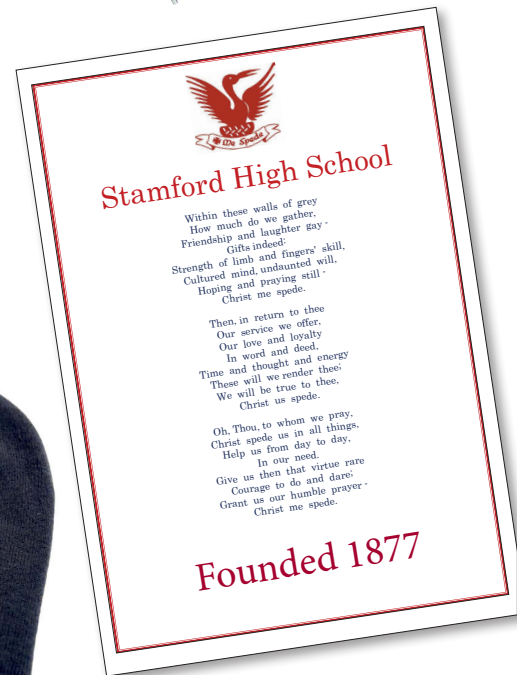 ✠ Me Spede
Stamford High School
Within these walls of grey
How much do we gather,
Friendship and laughter gay -
Gifts indeed:
Strength of limb and fingers' skill,
Cultured mind, undaunted will,
Hoping and praying still -
Christ me spede.
Then, in return to thee
Our service we offer,
Our love and loyalty
In word and deed,
Time and thought and energy
These will we render thee;
We will be true to thee,
Christ us spede.
Oh, Thou, to whom we pray,
Christ spede us in all things,
Help us from day to day,
In our need.
Give us then that virtue rare
Courage to do and dare;
Grant us our humble prayer -
Christ me spede.
Founded 1877